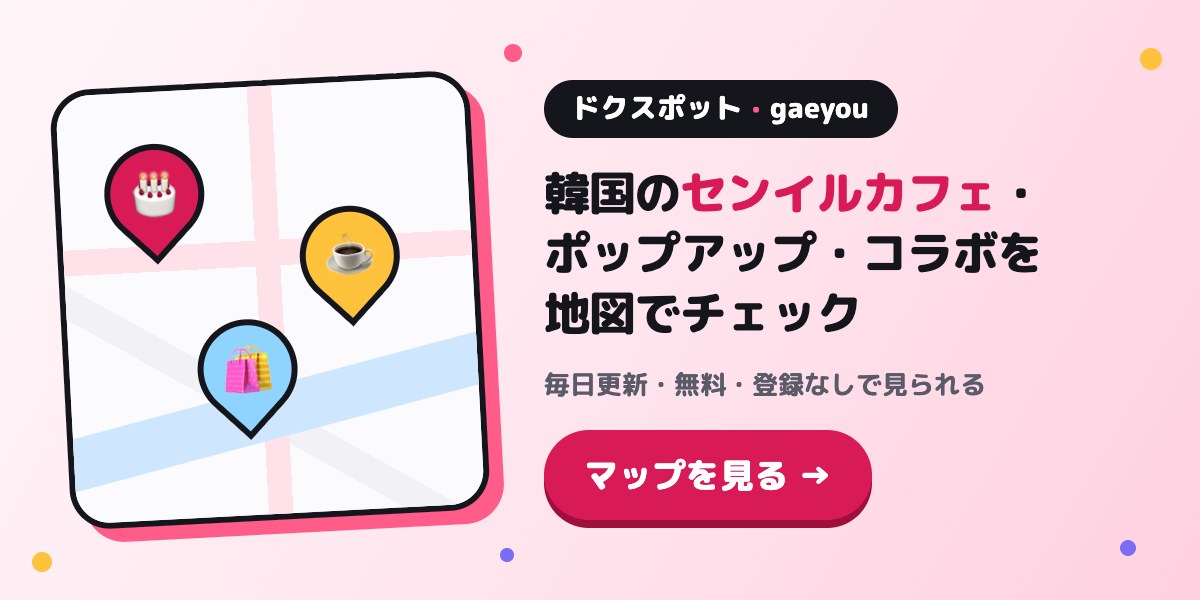 ドクスポット・gaeyou
韓国のセンイルカフェ・
ポップアップ・コラボを
地図でチェック
毎日更新・無料・登録なしで見られる
マップを見る →